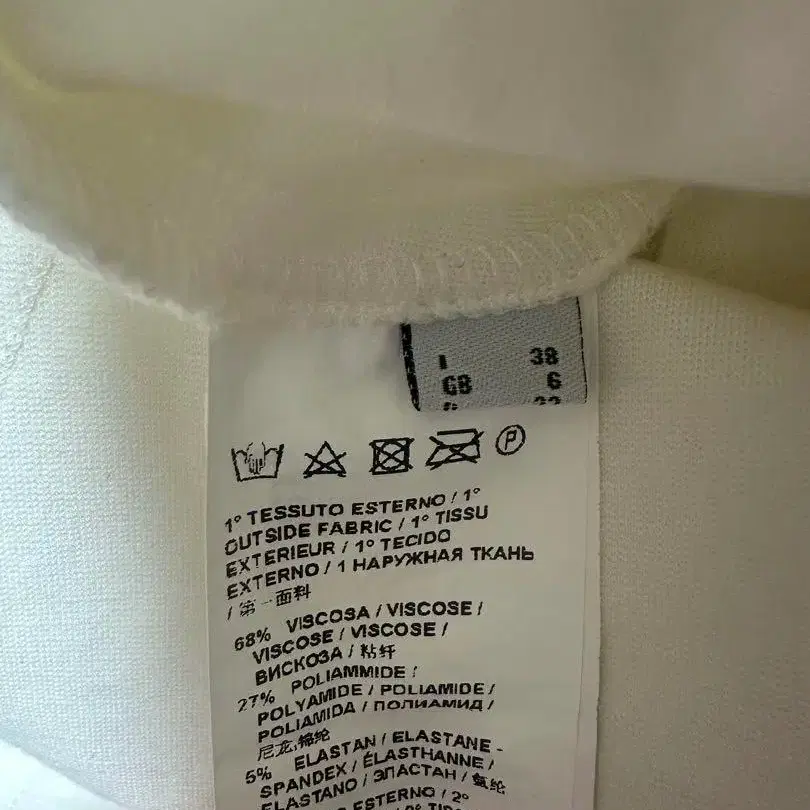 I 38
GB 6
P
1° TESSUTO ESTERNO / 1°
OUTSIDE FABRIC / 1° TISSU
EXTERIEUR / 1° TECIDO
EXTERNO / 1 НАРУЖНАЯ ТКАНЬ
/ 第一面料
68% VISCOSA / VISCOSE /
VISCOSE / VISCOSE /
ВИСКОЗА / 粘纤
27% POLIAMMIDE /
POLYAMIDE / POLIAMIDE /
POLIAMIDA / ПОЛИАМИД /
尼龙,锦纶
5% ELASTAN / ELASTANE -
SPANDEX / ÉLASTHANNE /
ELASTANO / ЭЛАСТАН / 氨纶
ESTERNO / 2°